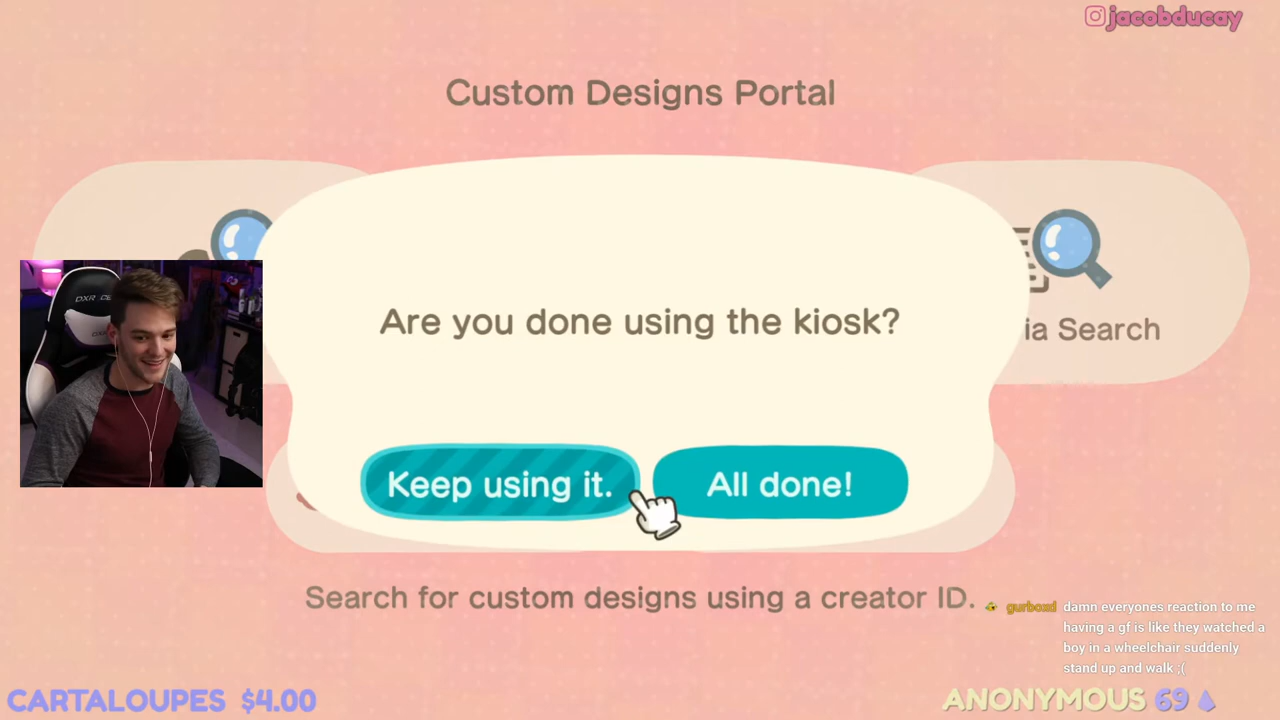 jacobducay
Custom Designs Portal
ia Search
Are you done using the kiosk?
Keep using it.
All done!
Search for custom designs using a creator ID.
gurboxd damn everyones reaction to me
having a gf is like they watched a
boy in a wheelchair suddenly
stand up and walk ;(
CARTALOUPES $4.00
ANONYMOUS 69